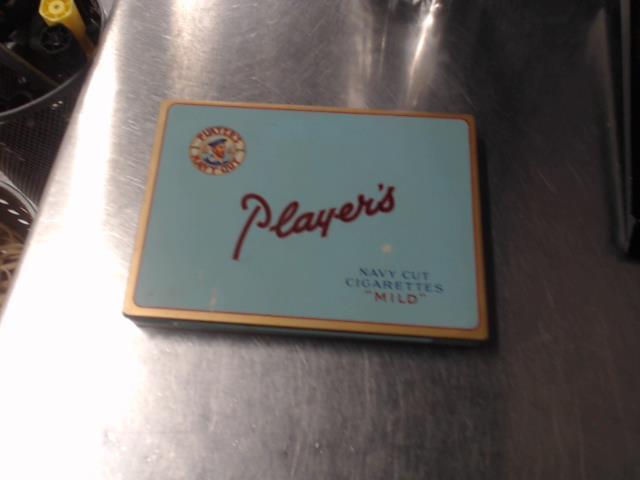 PLAYER'S
NAVY CUT
Player's
NAVY CUT
CIGARETTES
"MILD"